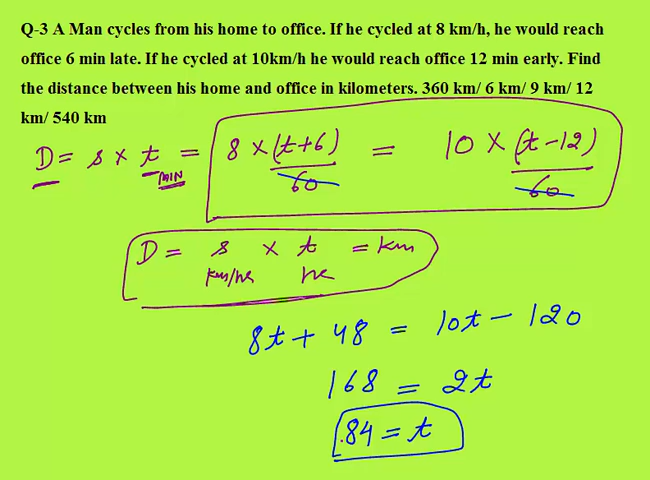 Q-3 A Man cycles from his home to office. If he cycled at 8 km/h, he would reach
office 6 min late. If he cycled at 10km/h he would reach office 12 min early. Find
the distance between his home and office in kilometers. 360 km/ 6 km/ 9 km/ 12
km/ 540 km
D = s × t = 8 × (t+6)/60 = 10 × (t-12)/60
MIN
D = s × t = km
km/hr hr
8t + 48 = 10t - 120
168 = 2t
84 = t